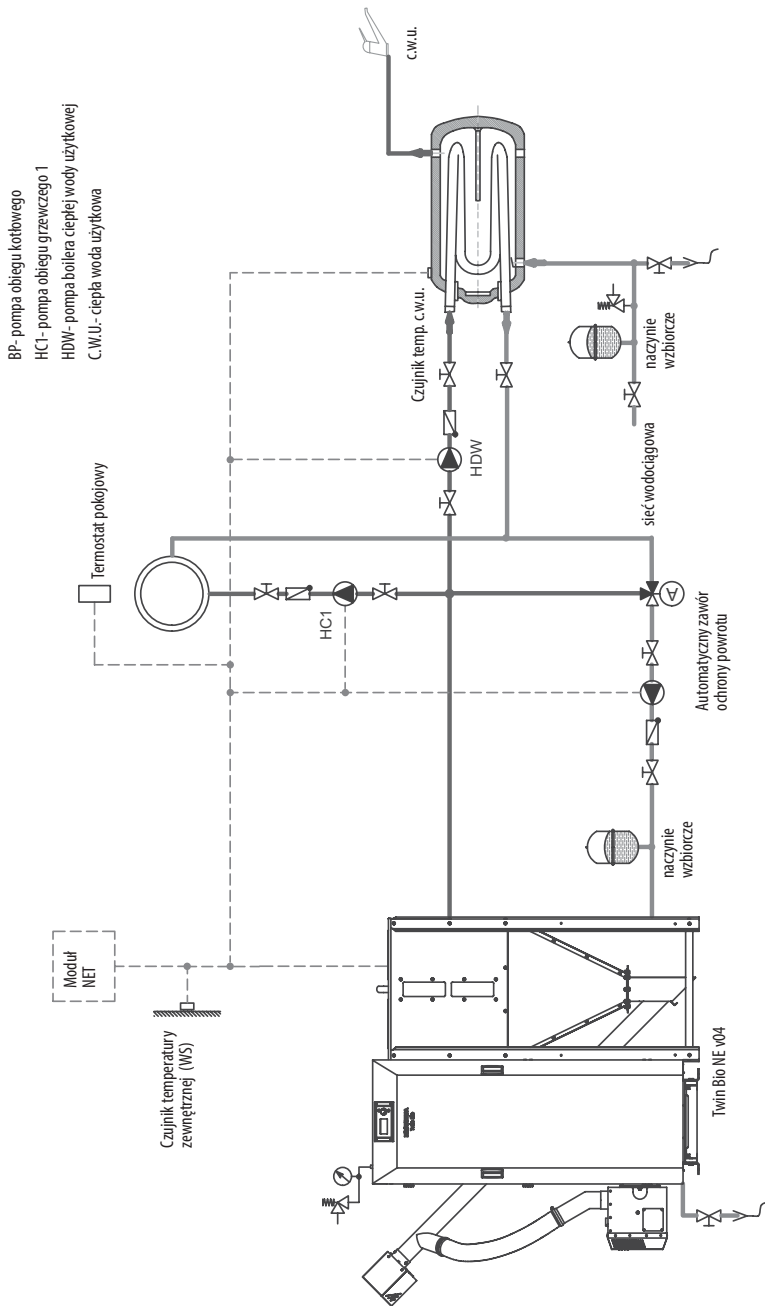 BP- pompa obiegu kotłowego
HC1- pompa obiegu grzewczego 1
HDW- pompa boilera ciepłej wody użytkowej
C.W.U.- ciepła woda użytkowa
Moduł
NET
Czujnik temperatury
zewnętrznej (WS)
Termostat pokojowy
HC1
HDW
Czujnik temp. c.w.u.
c.w.u.
naczynie
wzbiorcze
sieć wodociągowa
A
Automatyczny zawór
ochrony powrotu
naczynie
wzbiorcze
Twin Bio NE v04